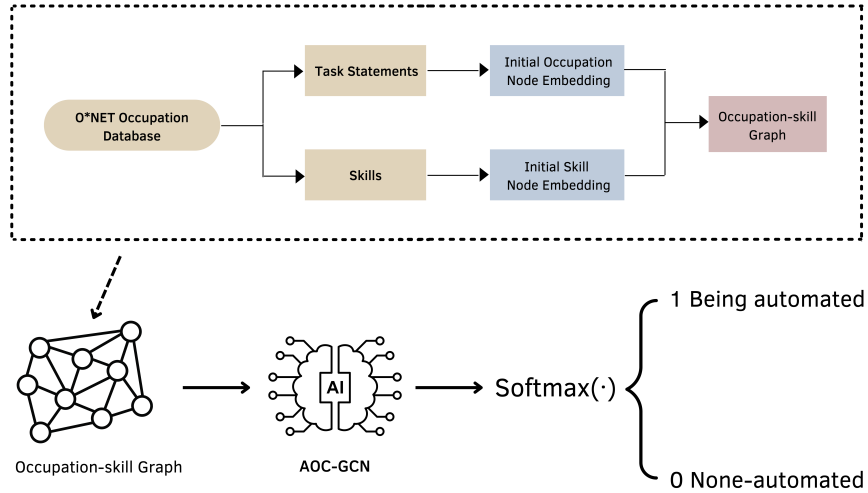 O*NET Occupation
Database
Task Statements
Skills
Initial Occupation
Node Embedding
Initial Skill
Node Embedding
Occupation-skill
Graph
Occupation-skill Graph
AI
AOC-GCN
Softmax(·)
1 Being automated
0 None-automated